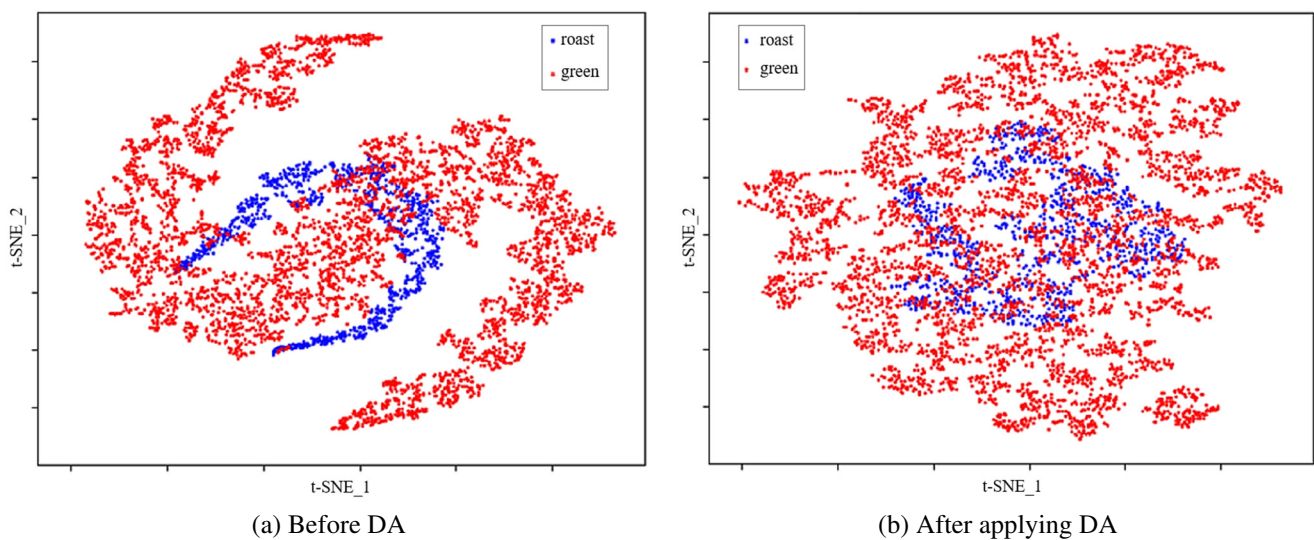 roast
green
t-SNE_2
t-SNE_1
(a) Before DA
roast
green
t-SNE_2
t-SNE_1
(b) After applying DA